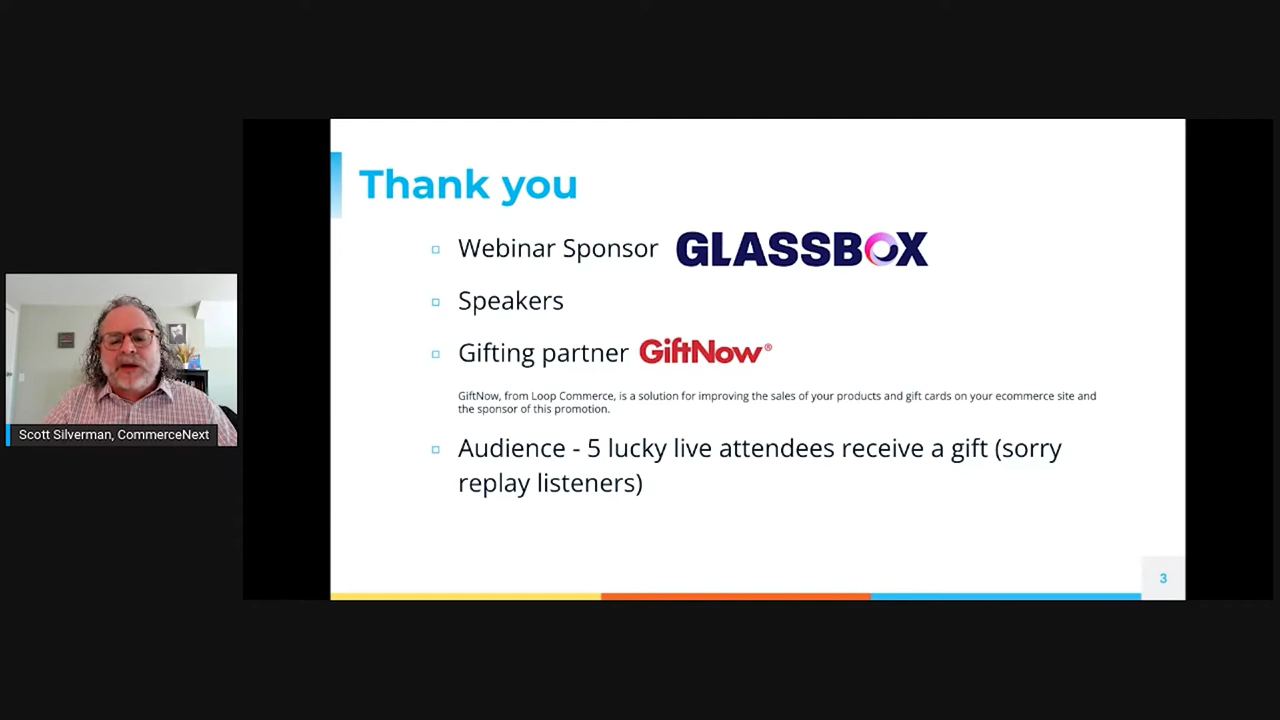 Thank you
Webinar Sponsor GLASSBOX
Speakers
Gifting partner GiftNow®
GiftNow, from Loop Commerce, is a solution for improving the sales of your products and gift cards on your ecommerce site and
the sponsor of this promotion.
Audience - 5 lucky live attendees receive a gift (sorry
replay listeners)
3
Scott Silverman, CommerceNext